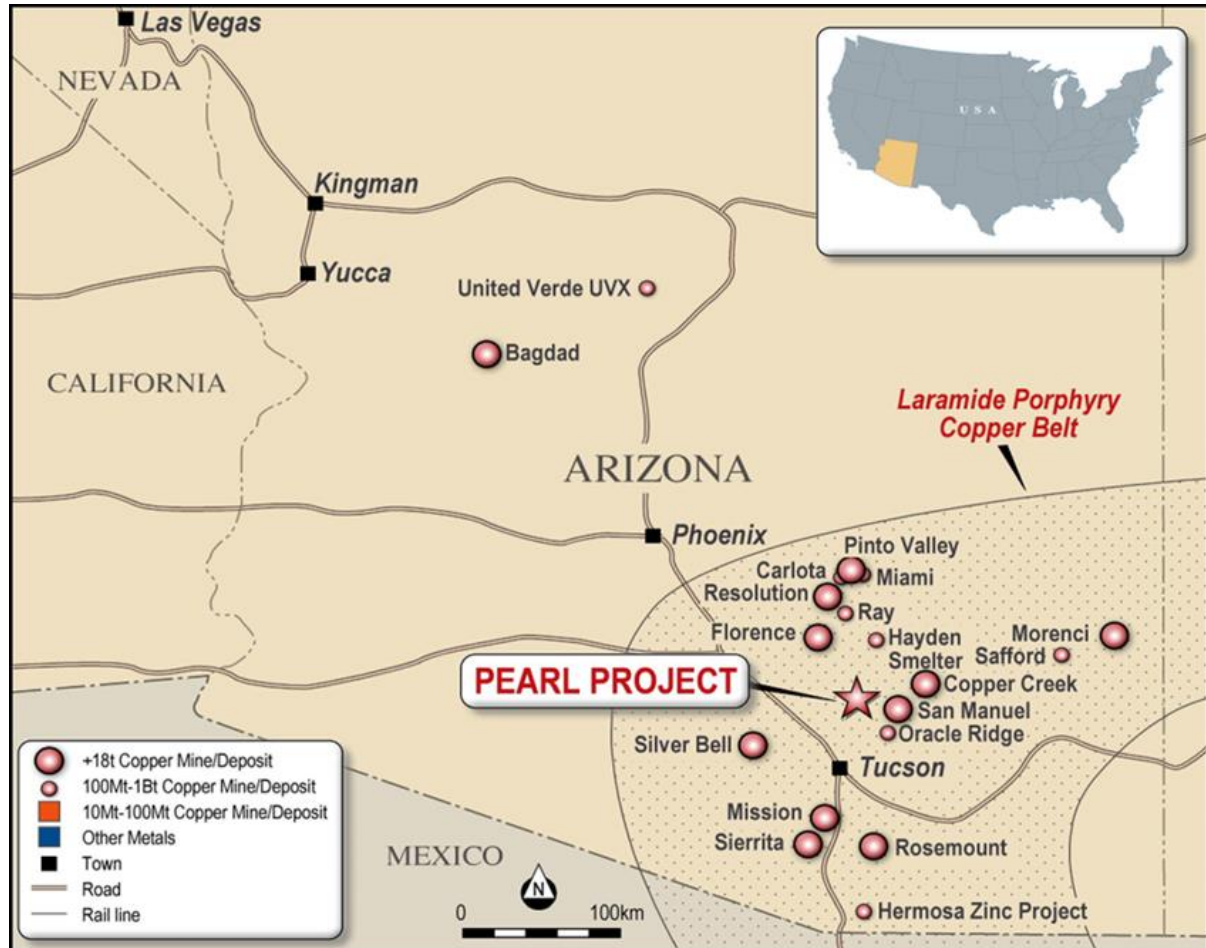 Las Vegas
NEVADA
USA
Kingman
Yucca
United Verde UVX
Bagdad
CALIFORNIA
Laramide Porphyry
Copper Belt
ARIZONA
Phoenix
Pinto Valley
Carlota
Miami
Resolution
Ray
Florence
Hayden
Smelter
Morenci
Safford
PEARL PROJECT
Copper Creek
San Manuel
Oracle Ridge
Silver Bell
Tucson
Mission
Sierrita
Rosemount
MEXICO
Hermosa Zinc Project
+18t Copper Mine/Deposit
100Mt-1Bt Copper Mine/Deposit
10Mt-100Mt Copper Mine/Deposit
Other Metals
Town
Road
Rail line
N
0 100km